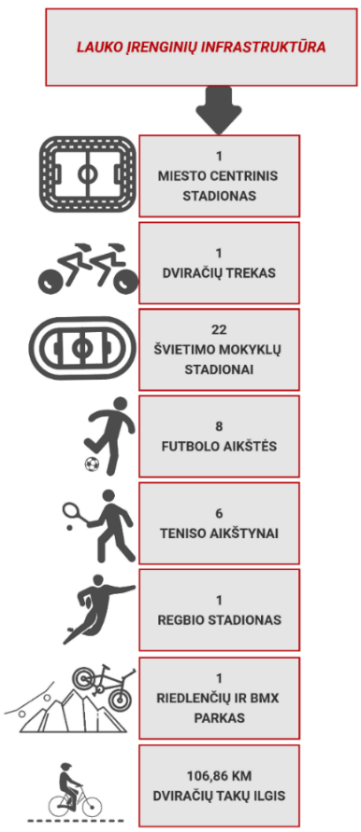 LAUKO ĮRENGINIŲ INFRASTRUKTŪRA
1
MIESTO CENTRINIS
STADIONAS
1
DVIRAČIŲ TREKAS
22
ŠVIETIMO MOKYKLŲ
STADIONAI
8
FUTBOLO AIKŠTĖS
6
TENISO AIKŠTYNAI
1
REGBIO STADIONAS
1
RIEDLENČIŲ IR BMX
PARKAS
106,86 KM
DVIRAČIŲ TAKŲ ILGIS